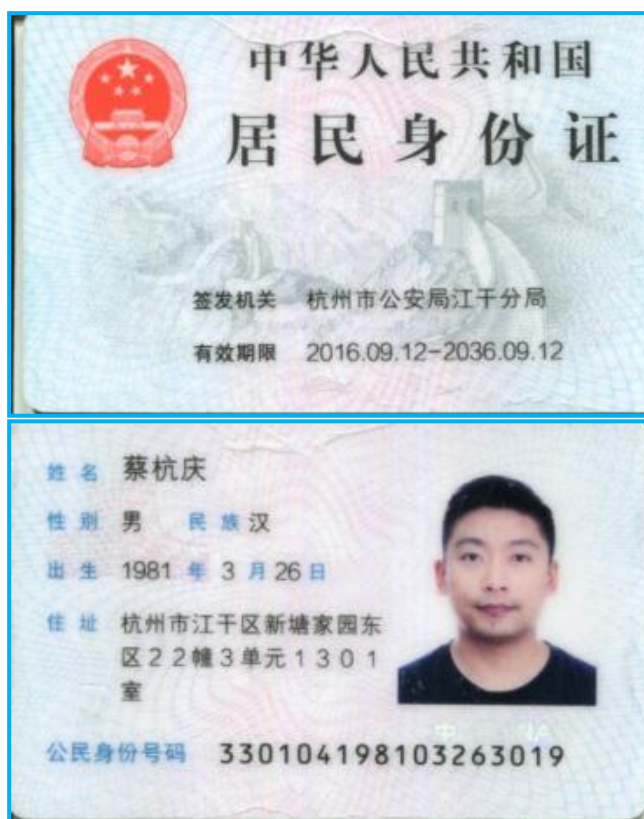 中华人民共和国
居民身份证
签发机关 杭州市公安局江干分局
有效期限 2016.09.12-2036.09.12
姓名 蔡杭庆
性别 男 民族 汉
出生 1981 年 3 月 26 日
住址 杭州市江干区新塘家园东
区22幢3单元1301
室
公民身份号码 330104198103263019